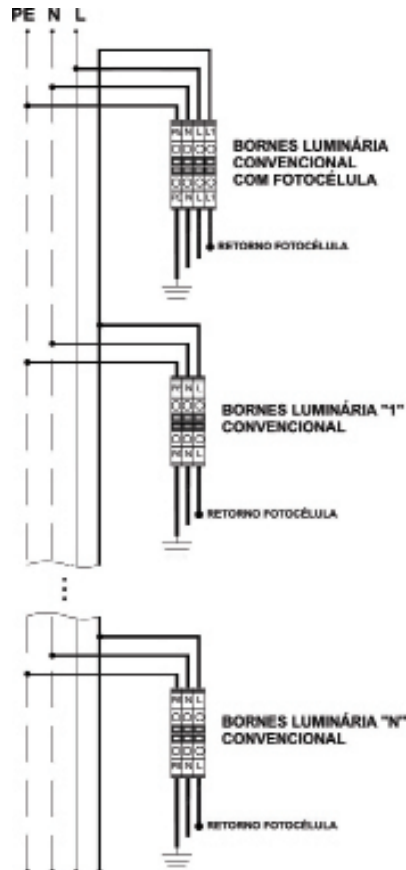 PE N L
PE N L L1
BORNES LUMINÁRIA
CONVENCIONAL
COM FOTOCÉLULA
PE N L L1
RETORNO FOTOCÉLULA
PE N L
BORNES LUMINÁRIA "1"
CONVENCIONAL
PE N L
RETORNO FOTOCÉLULA
PE N L
BORNES LUMINÁRIA "N"
CONVENCIONAL
PE N L
RETORNO FOTOCÉLULA